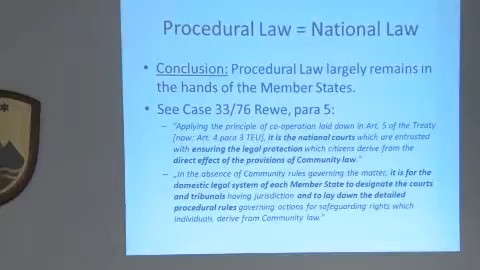 Procedural Law = National Law
• Conclusion: Procedural Law largely remains in
the hands of the Member States.
• See Case 33/76 Rewe, para 5:
– "Applying the principle of co-operation laid down in Art. 5 of the Treaty
[now: Art. 4 para 3 TEU], it is the national courts which are entrusted
with ensuring the legal protection which citizens derive from the
direct effect of the provisions of Community law."
– „In the absence of Community rules governing the matter, it is for the
domestic legal system of each Member State to designate the courts
and tribunals having jurisdiction and to lay down the detailed
procedural rules governing actions for safeguarding rights which
individuals derive from Community law."